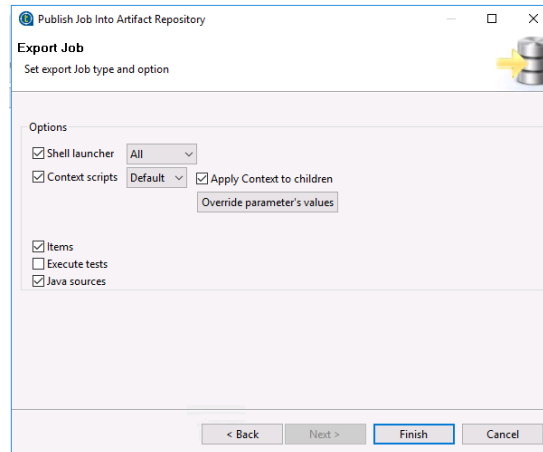 Publish Job Into Artifact Repository
Export Job
Set export Job type and option
Options
Shell launcher All
Context scripts Default Apply Context to children
Override parameter's values
Items
Execute tests
Java sources
< Back Next > Finish Cancel